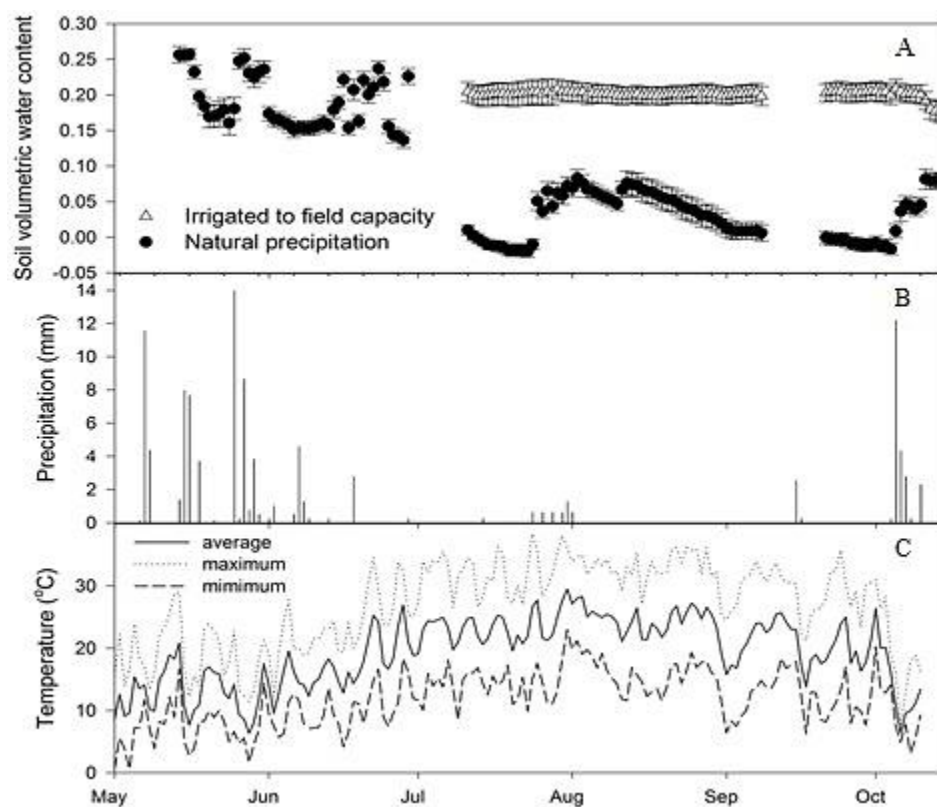 0.30
A
0.25
0.20
0.15
0.10
0.05
Irrigated to field capacity
0.00
Natural precipitation
-0.05
Soil volumetric water content
14
B
12
10
8
6
4
2
0
Precipitation (mm)
average
C
maximum
30
mimimum
20
10
0
Temperature (°C)
May
Jun
Jul
Aug
Sep
Oct